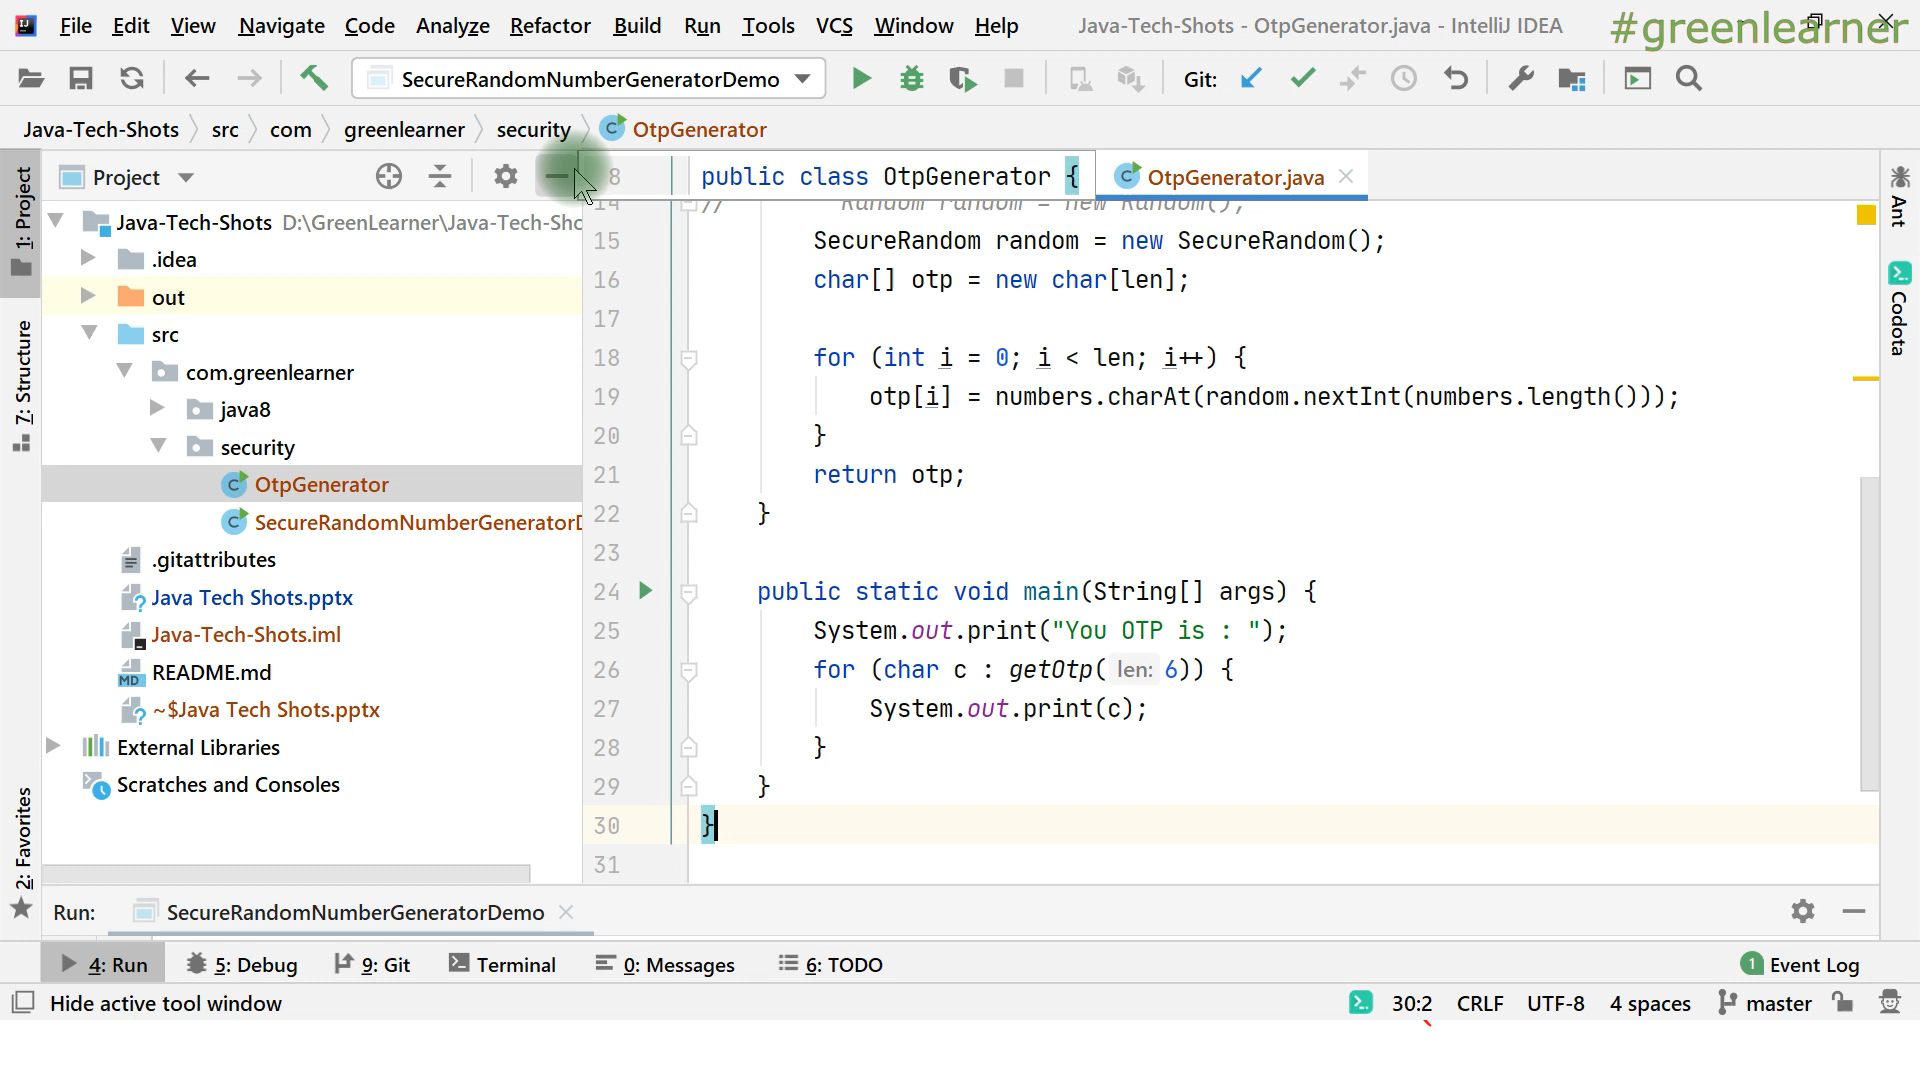 File Edit View Navigate Code Analyze Refactor Build Run Tools VCS Window Help Java-Tech-Shots - OtpGenerator.java - IntelliJ IDEA #greenlearner
SecureRandomNumberGeneratorDemo Git:
Java-Tech-Shots src com greenlearner security OtpGenerator
1: Project
7: Structure
2: Favorites
Project
Java-Tech-Shots D:\GreenLearner\Java-Tech-Sho
.idea
out
src
com.greenlearner
java8
security
OtpGenerator
SecureRandomNumberGeneratorD
.gitattributes
Java Tech Shots.pptx
Java-Tech-Shots.iml
README.md
~$Java Tech Shots.pptx
External Libraries
Scratches and Consoles
8 public class OtpGenerator { OtpGenerator.java
14 // Random random = new Random();
15 SecureRandom random = new SecureRandom();
16 char[] otp = new char[len];
17
18 for (int i = 0; i < len; i++) {
19 otp[i] = numbers.charAt(random.nextInt(numbers.length()));
20 }
21 return otp;
22 }
23
24 public static void main(String[] args) {
25 System.out.print("You OTP is : ");
26 for (char c : getOtp( len: 6)) {
27 System.out.print(c);
28 }
29 }
30 }
31
Ant
Codota
Run: SecureRandomNumberGeneratorDemo
4: Run 5: Debug 9: Git Terminal 0: Messages 6: TODO 1 Event Log
Hide active tool window 30:2 CRLF UTF-8 4 spaces master